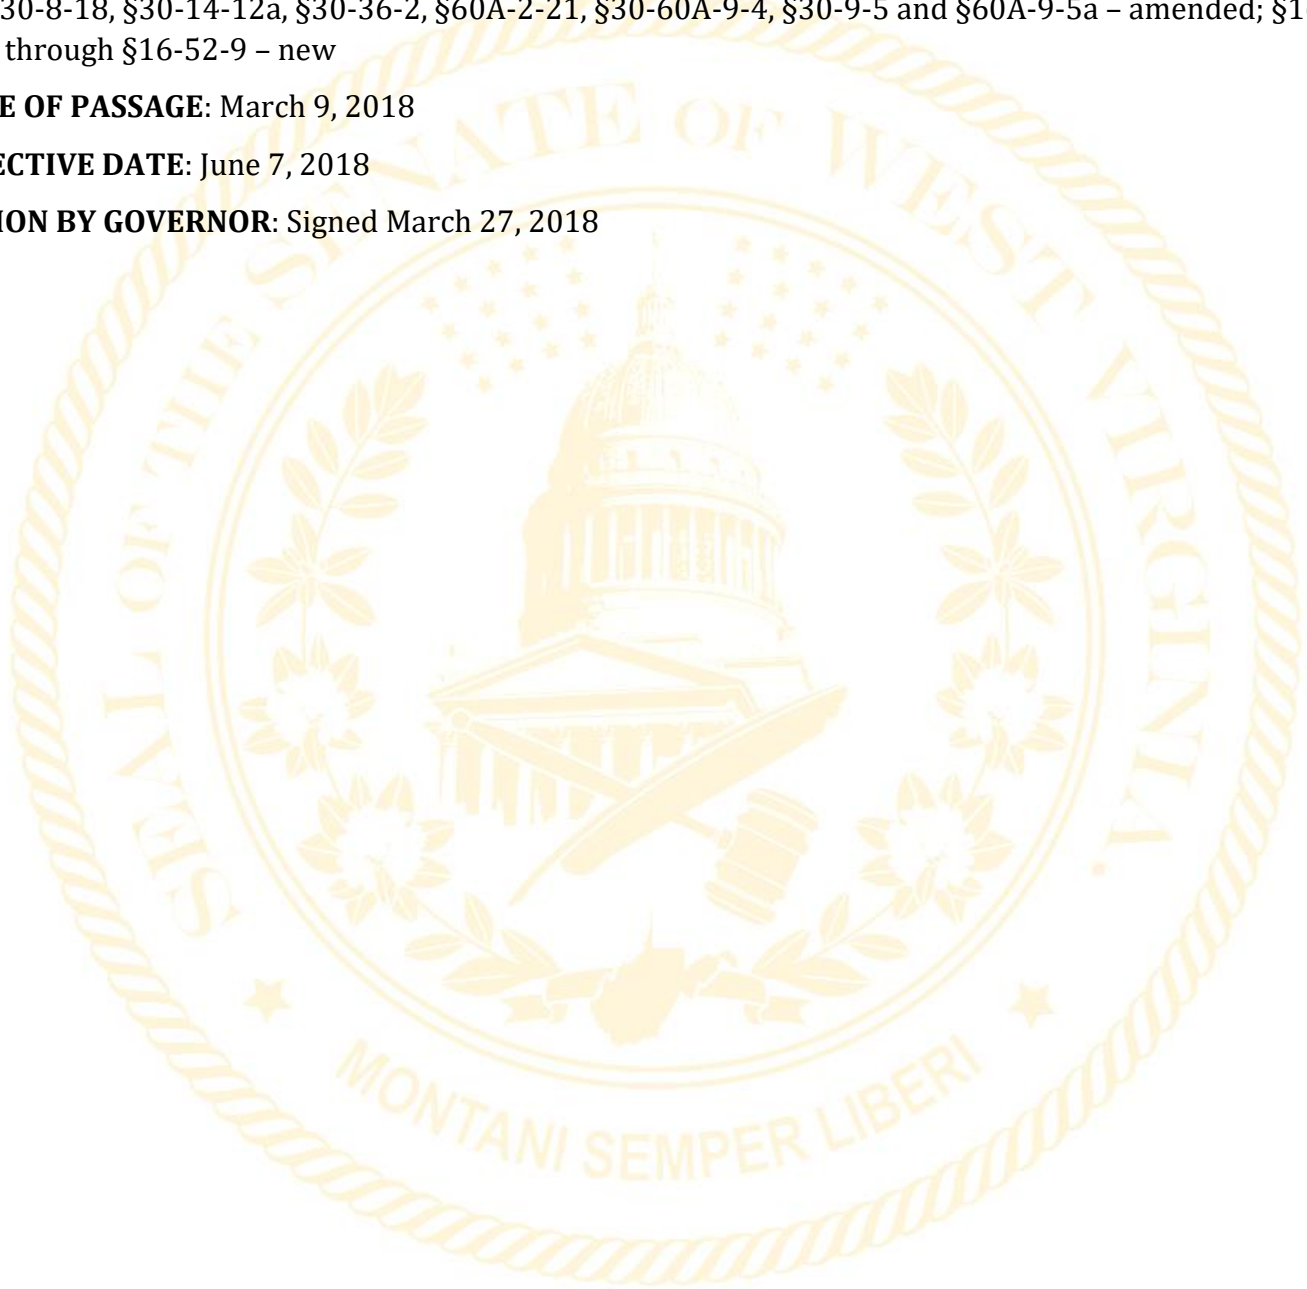 30-8-18, §30-14-12a, §30-36-2, §60A-2-21, §30-60A-9-4, §30-9-5 and §60A-9-5a – amended; §1
through §16-52-9 – new
E OF PASSAGE: March 9, 2018
ECTIVE DATE: June 7, 2018
ION BY GOVERNOR: Signed March 27, 2018
SEAL OF THE SENATE OF WEST VIRGINIA.
MONTANI SEMPER LIBERI